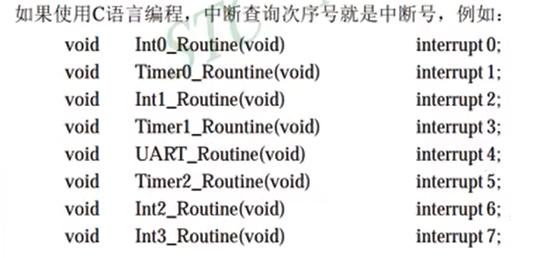 如果使用C语言编程，中断查询次序号就是中断号，例如：
void Int0_Routine(void) interrupt 0;
void Timer0_Rountine(void) interrupt 1;
void Int1_Routine(void) interrupt 2;
void Timer1_Rountine(void) interrupt 3;
void UART_Routine(void) interrupt 4;
void Timer2_Routine(void) interrupt 5;
void Int2_Routine(void) interrupt 6;
void Int3_Routine(void) interrupt 7;